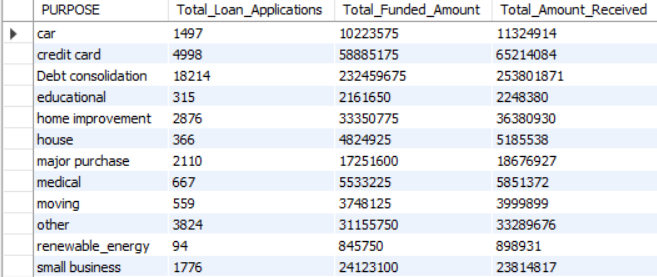 PURPOSE Total_Loan_Applications Total_Funded_Amount Total_Amount_Received
car 1497 10223575 11324914
credit card 4998 58885175 65214084
Debt consolidation 18214 232459675 253801871
educational 315 2161650 2248380
home improvement 2876 33350775 36380930
house 366 4824925 5185538
major purchase 2110 17251600 18676927
medical 667 5533225 5851372
moving 559 3748125 3999899
other 3824 31155750 33289676
renewable_energy 94 845750 898931
small business 1776 24123100 23814817